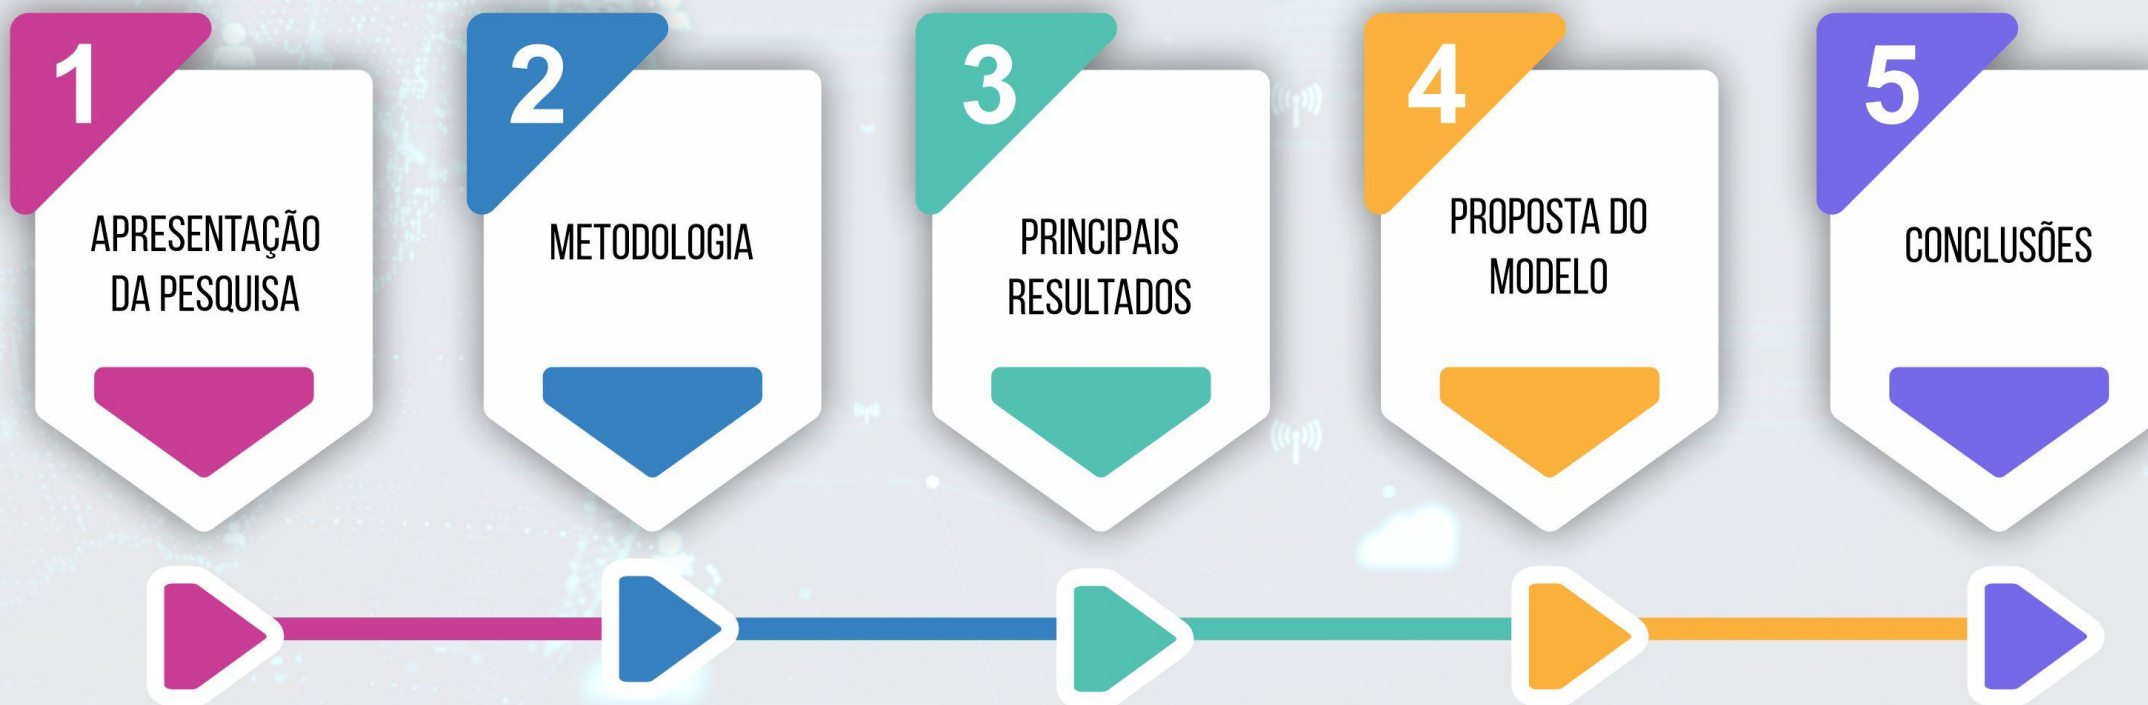 1
APRESENTAÇÃO
DA PESQUISA
2
METODOLOGIA
3
PRINCIPAIS
RESULTADOS
4
PROPOSTA DO
MODELO
5
CONCLUSÕES